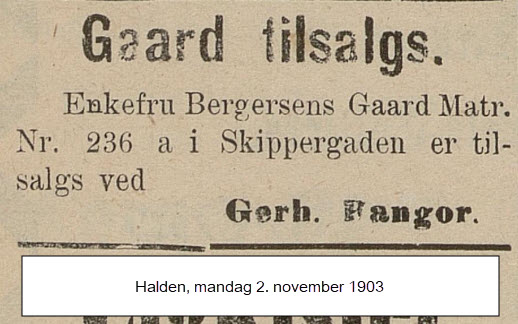 Gaard tilsalgs.
Enkefru Bergersens Gaard Matr.
Nr. 236 a i Skippergaden er til-
salgs ved
Gerh. Fangor.
Halden, mandag 2. november 1903